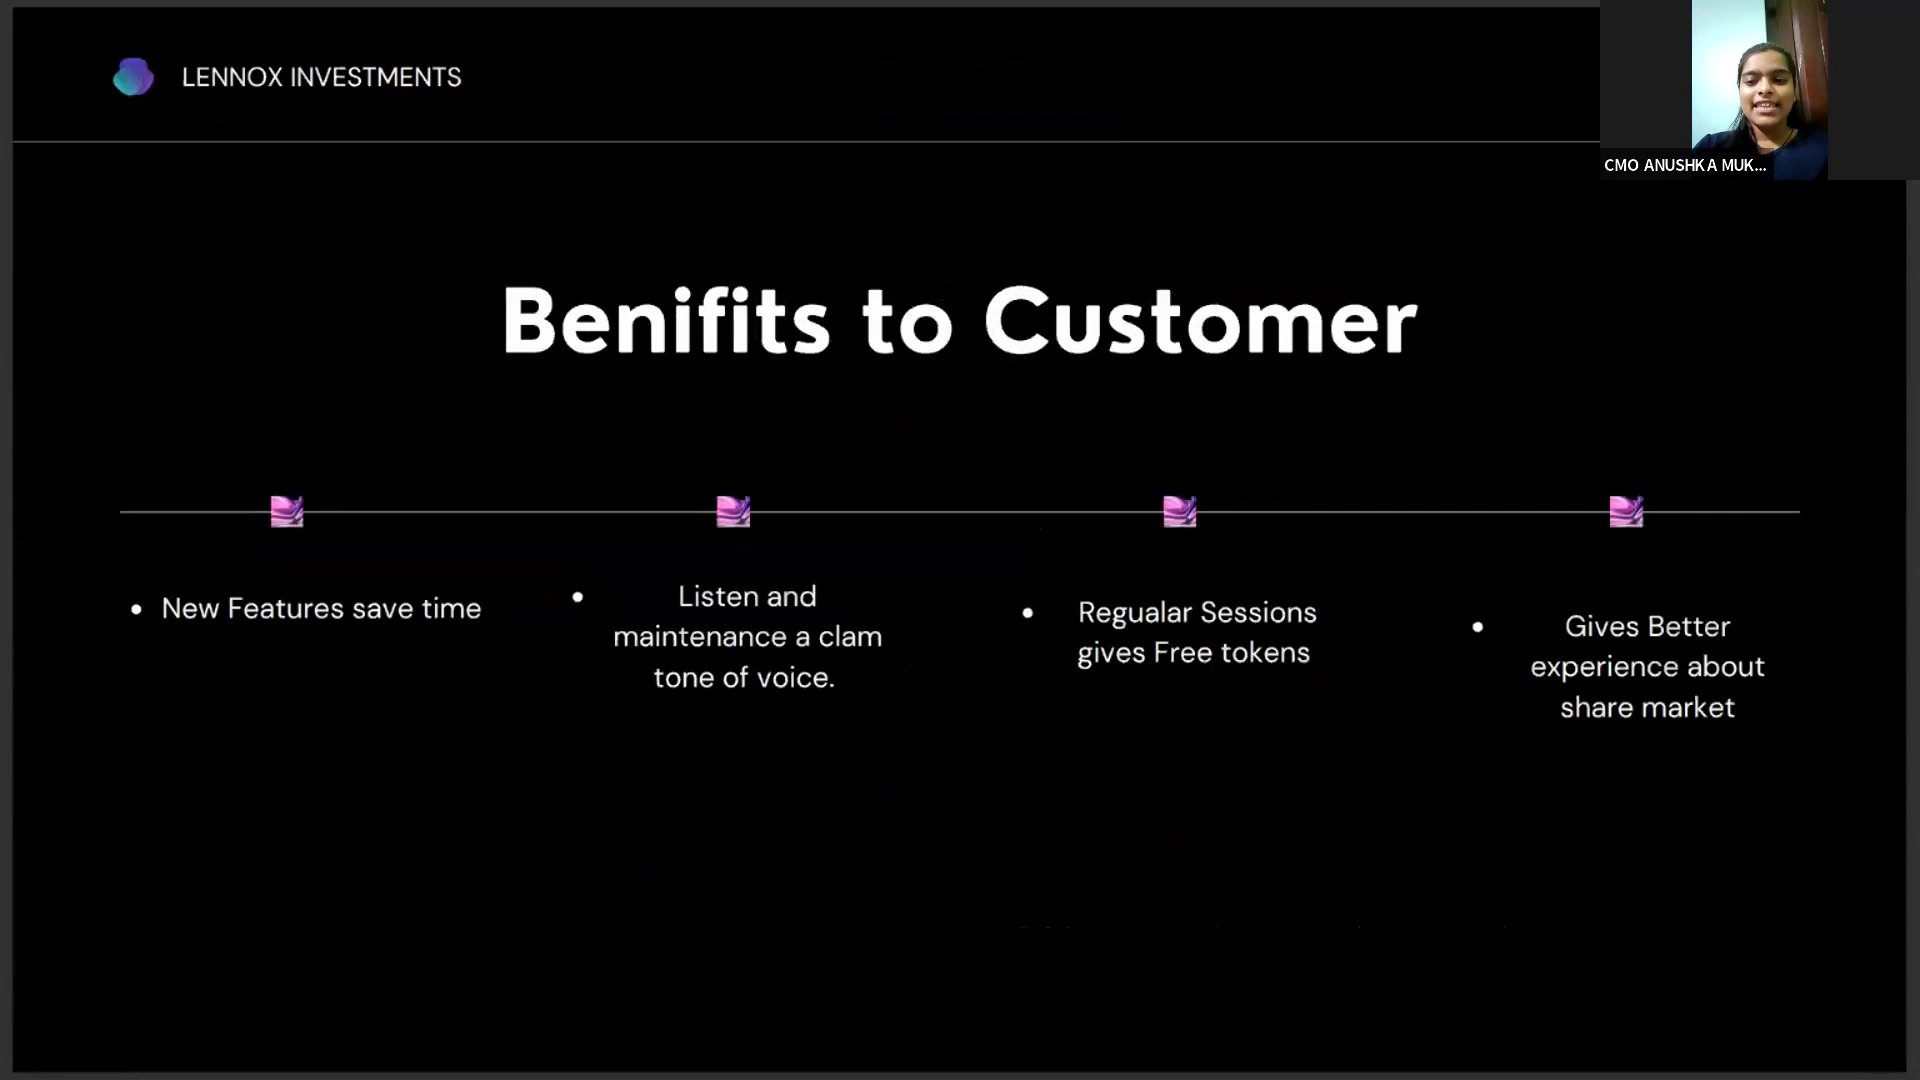 LENNOX INVESTMENTS
CMO ANUSHKA MUK...
Benifits to Customer
New Features save time
Listen and
maintenance a clam
tone of voice.
Regualar Sessions
gives Free tokens
Gives Better
experience about
share market